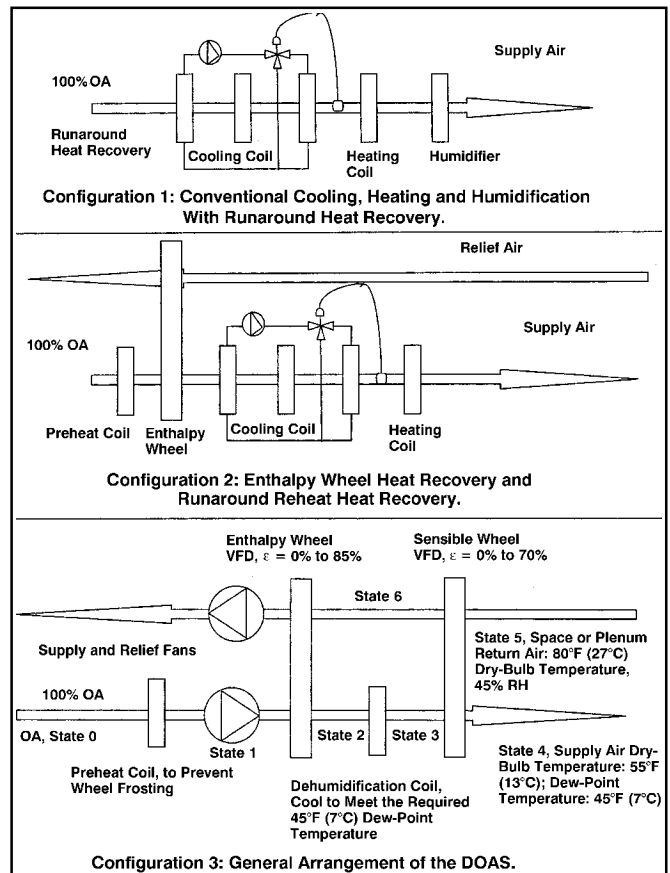 Supply Air
100% OA
Runaround
Heat Recovery
Cooling Coil
Heating
Coil
Humidifier
Configuration 1: Conventional Cooling, Heating and Humidification
With Runaround Heat Recovery.
Relief Air
Supply Air
100% OA
Preheat Coil
Enthalpy
Wheel
Cooling Coil
Heating
Coil
Configuration 2: Enthalpy Wheel Heat Recovery and
Runaround Reheat Heat Recovery.
Enthalpy Wheel
VFD, ε = 0% to 85%
Sensible Wheel
VFD, ε = 0% to 70%
State 6
Supply and Relief Fans
State 5, Space or Plenum
Return Air: 80°F (27°C)
Dry-Bulb Temperature,
45% RH
100% OA
OA, State 0
State 1
State 2
State 3
Preheat Coil, to Prevent
Wheel Frosting
Dehumidification Coil,
Cool to Meet the Required
45°F (7°C) Dew-Point
Temperature
State 4, Supply Air Dry-
Bulb Temperature: 55°F
(13°C); Dew-Point
Temperature: 45°F (7°C)
Configuration 3: General Arrangement of the DOAS.